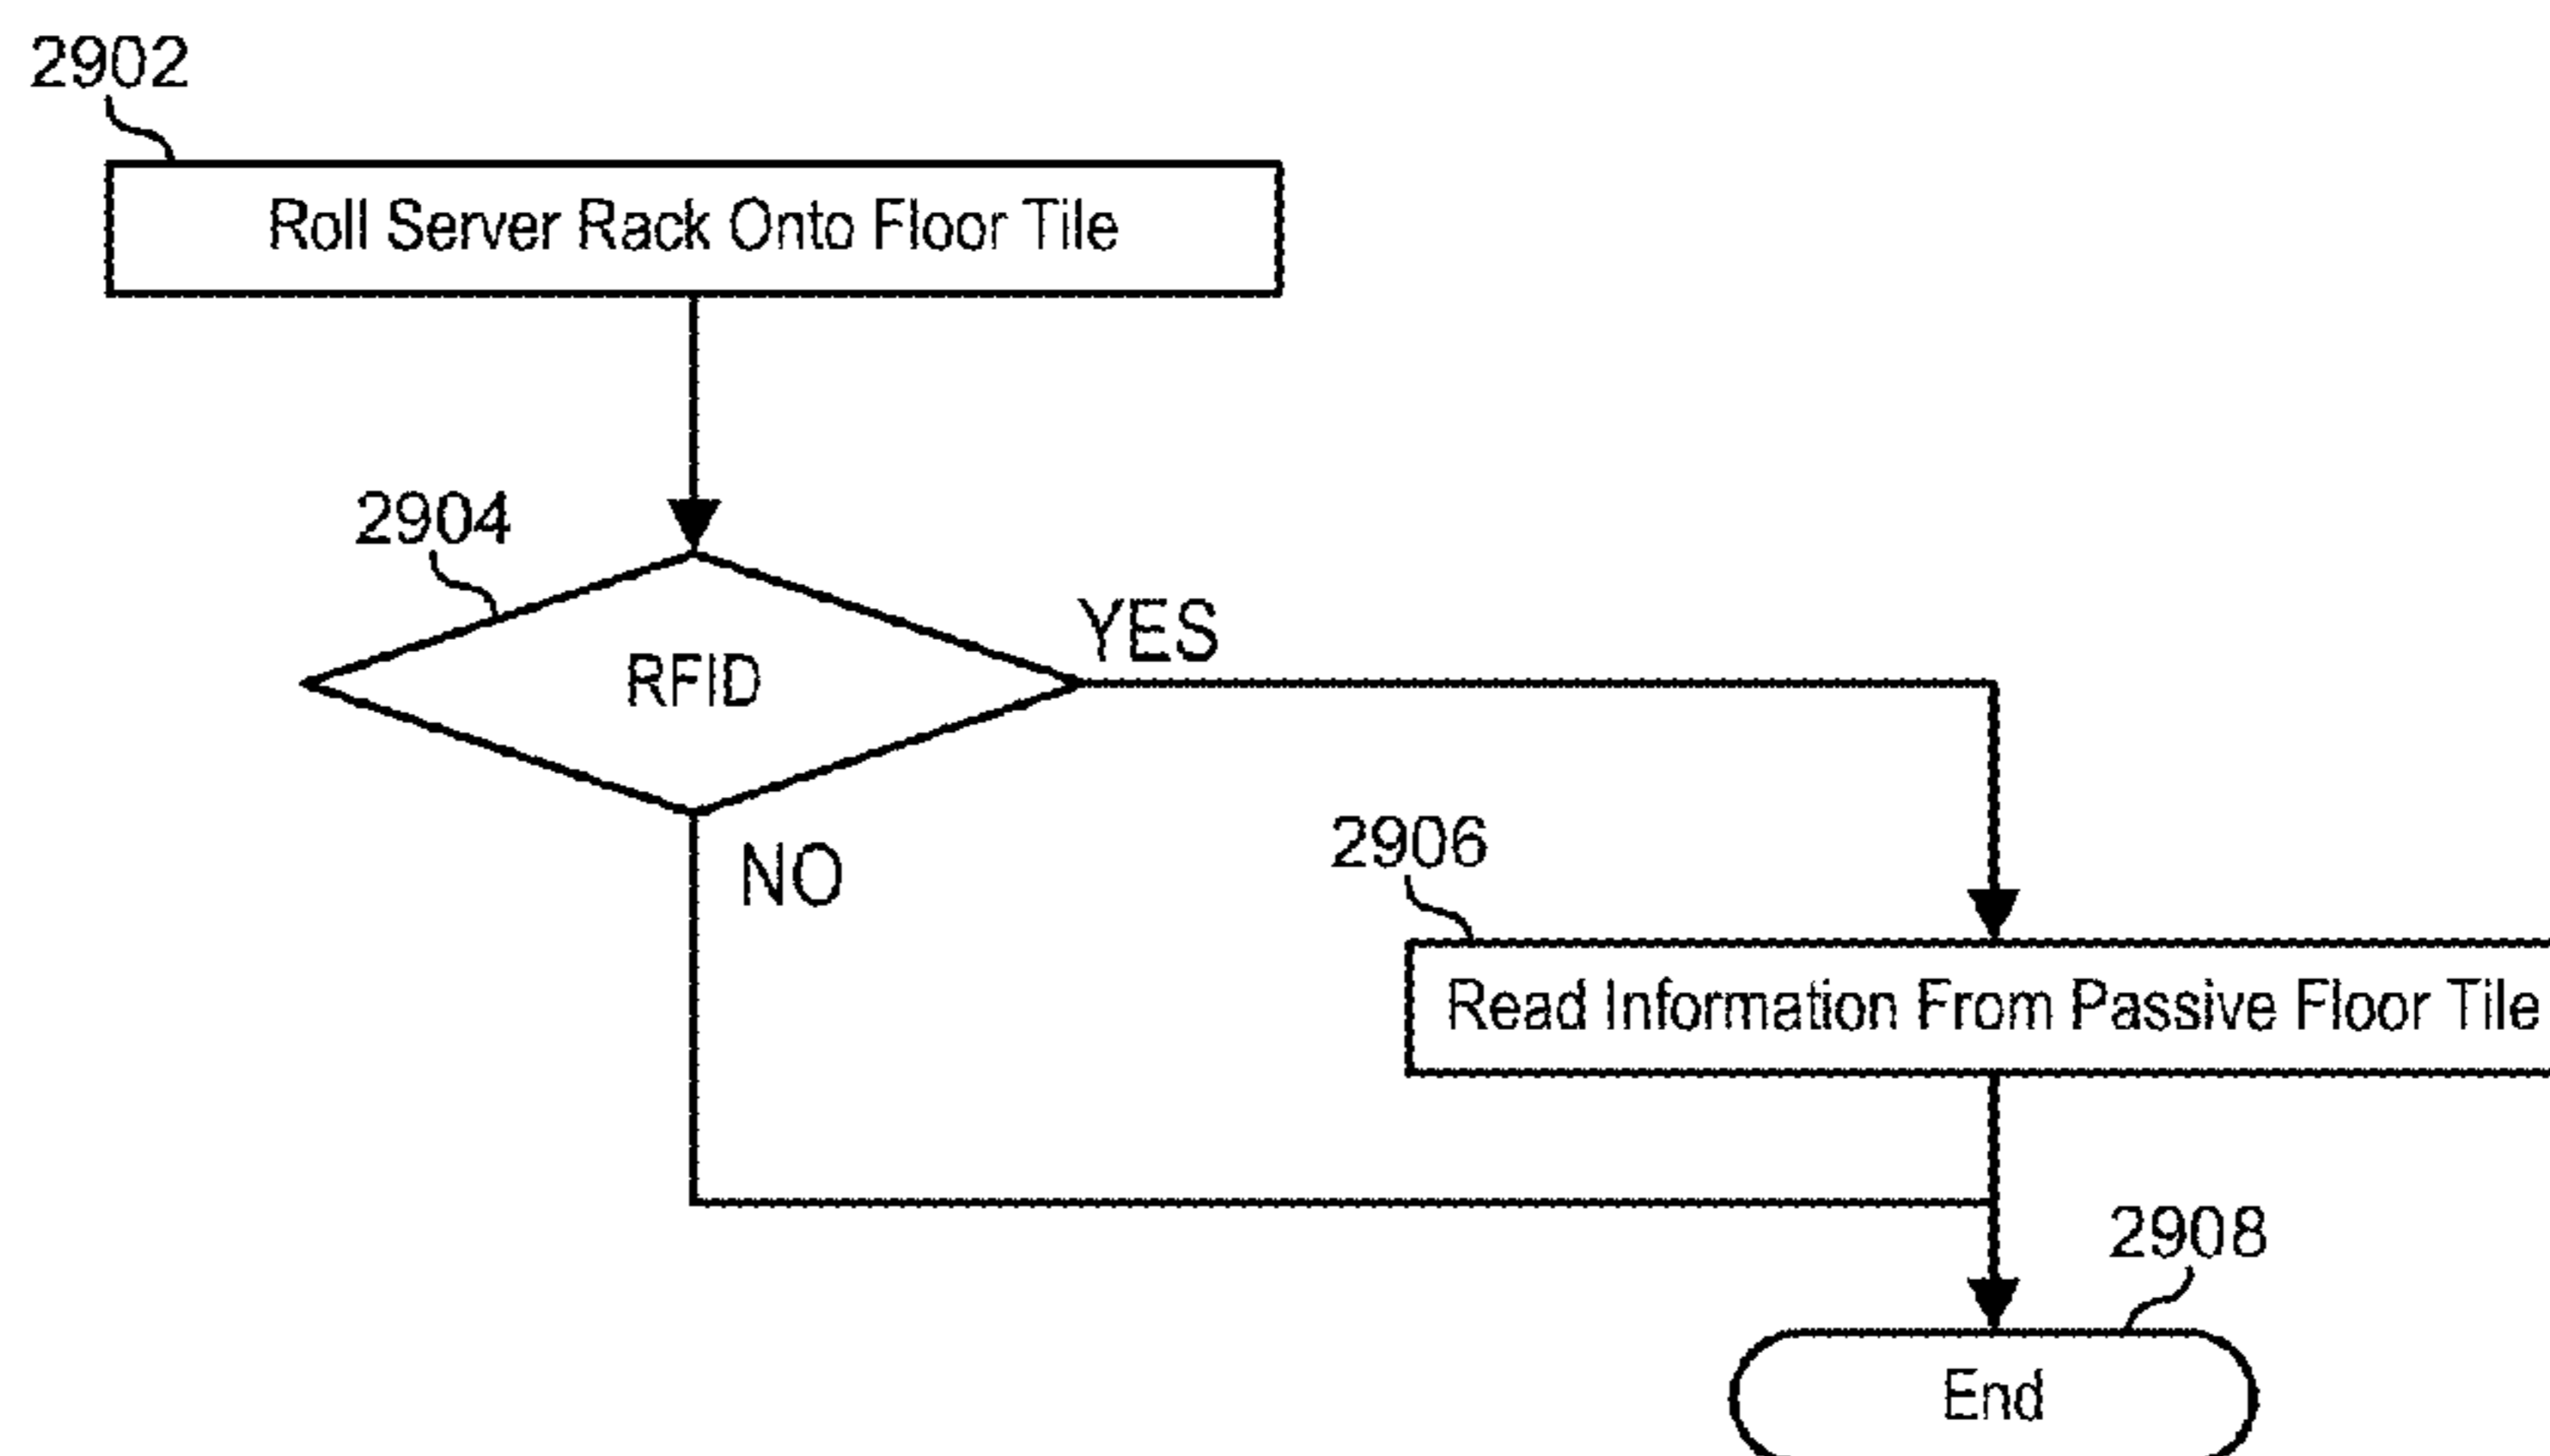 2902
Roll Server Rack Onto Floor Tile
2904
RFID
YES
NO
2906
Read Information From Passive Floor Tile
2908
End